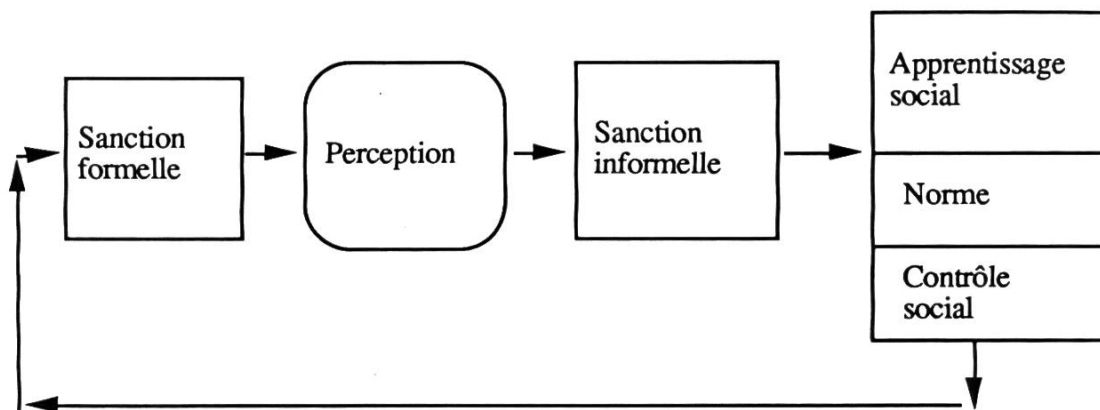 Sanction
formelle
Perception
Sanction
informelle
Apprentissage
social
Norme
Contrôle
social